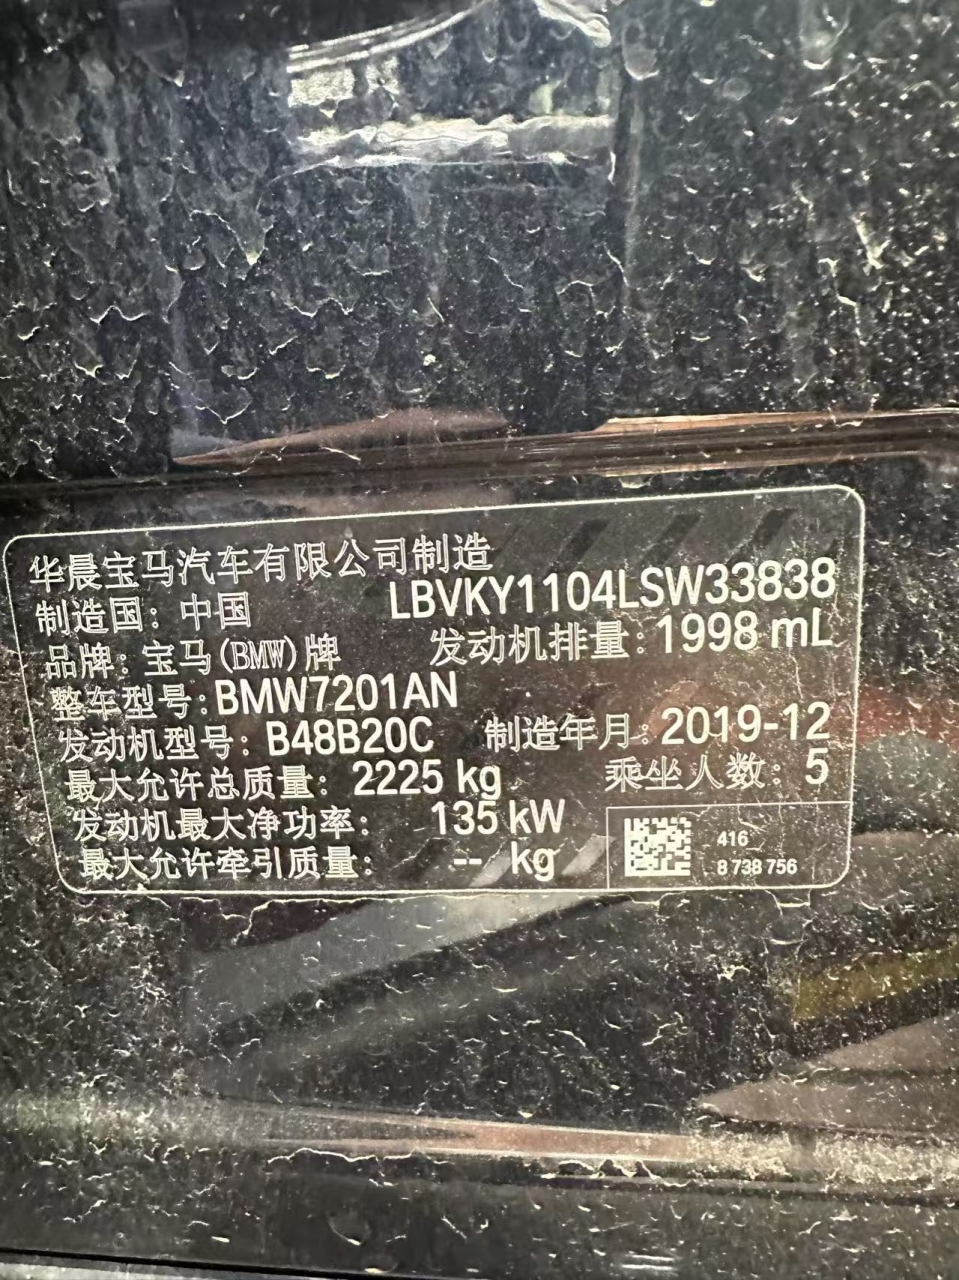 华晨宝马汽车有限公司制造
制造国：中国 LBVKY1104LSW33838
品牌：宝马(BMW)牌 发动机排量：1998 mL
整车型号：BMW7201AN
发动机型号：B48B20C 制造年月：2019-12
最大允许总质量：2225 kg 乘坐人数：5
发动机最大净功率：135 kW
最大允许牵引质量：-- kg
416
8 738 756